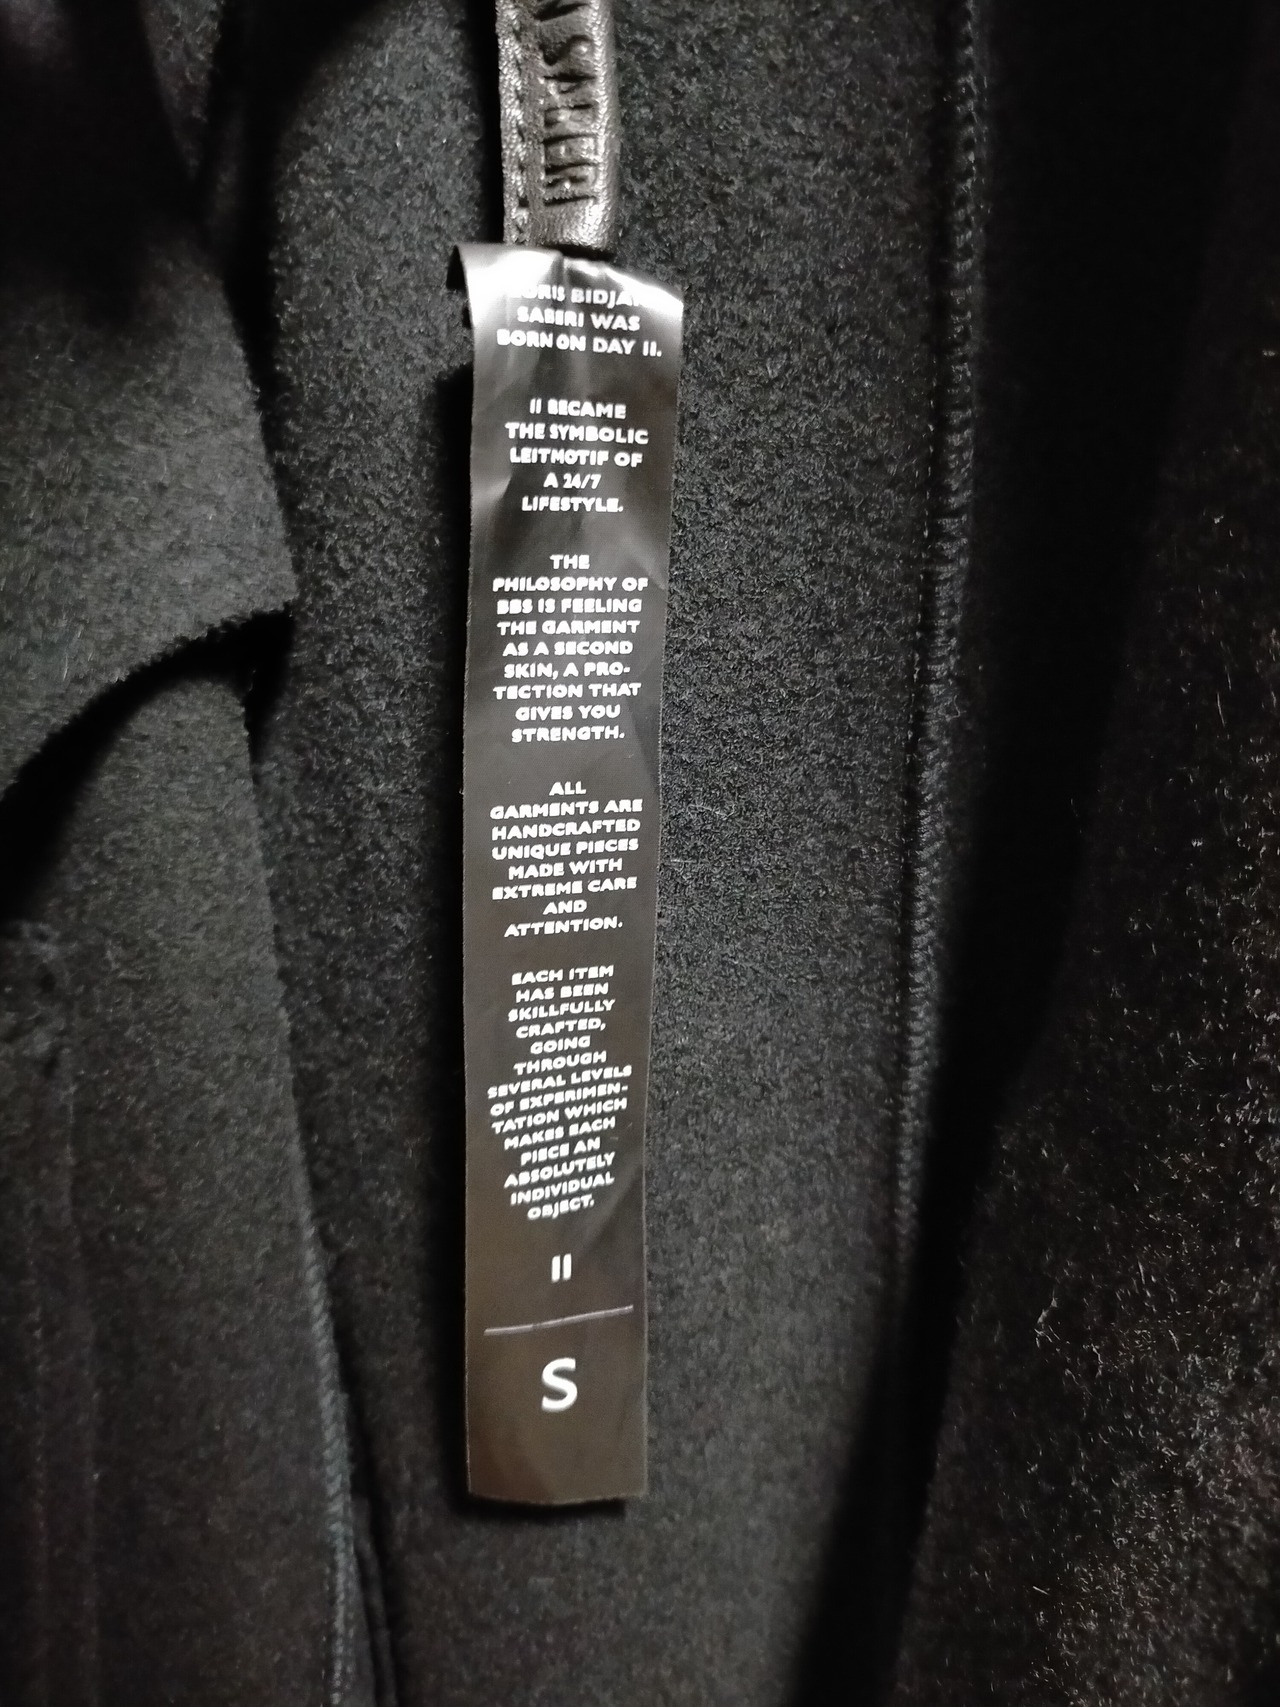 SABERI
BORIS BIDJAN
SABERI WAS
BORN ON DAY 11.
11 BECAME
THE SYMBOLIC
LEITMOTIF OF
A 24/7
LIFESTYLE.
THE
PHILOSOPHY OF
BBS IS FEELING
THE GARMENT
AS A SECOND
SKIN, A PRO-
TECTION THAT
GIVES YOU
STRENGTH.
ALL
GARMENTS ARE
HANDCRAFTED
UNIQUE PIECES
MADE WITH
EXTREME CARE
AND
ATTENTION.
EACH ITEM
HAS BEEN
SKILLFULLY
CRAFTED,
GOING
THROUGH
SEVERAL LEVELS
OF EXPERIMEN-
TATION WHICH
MAKES EACH
PIECE AN
ABSOLUTELY
INDIVIDUAL
OBJECT.
11
S